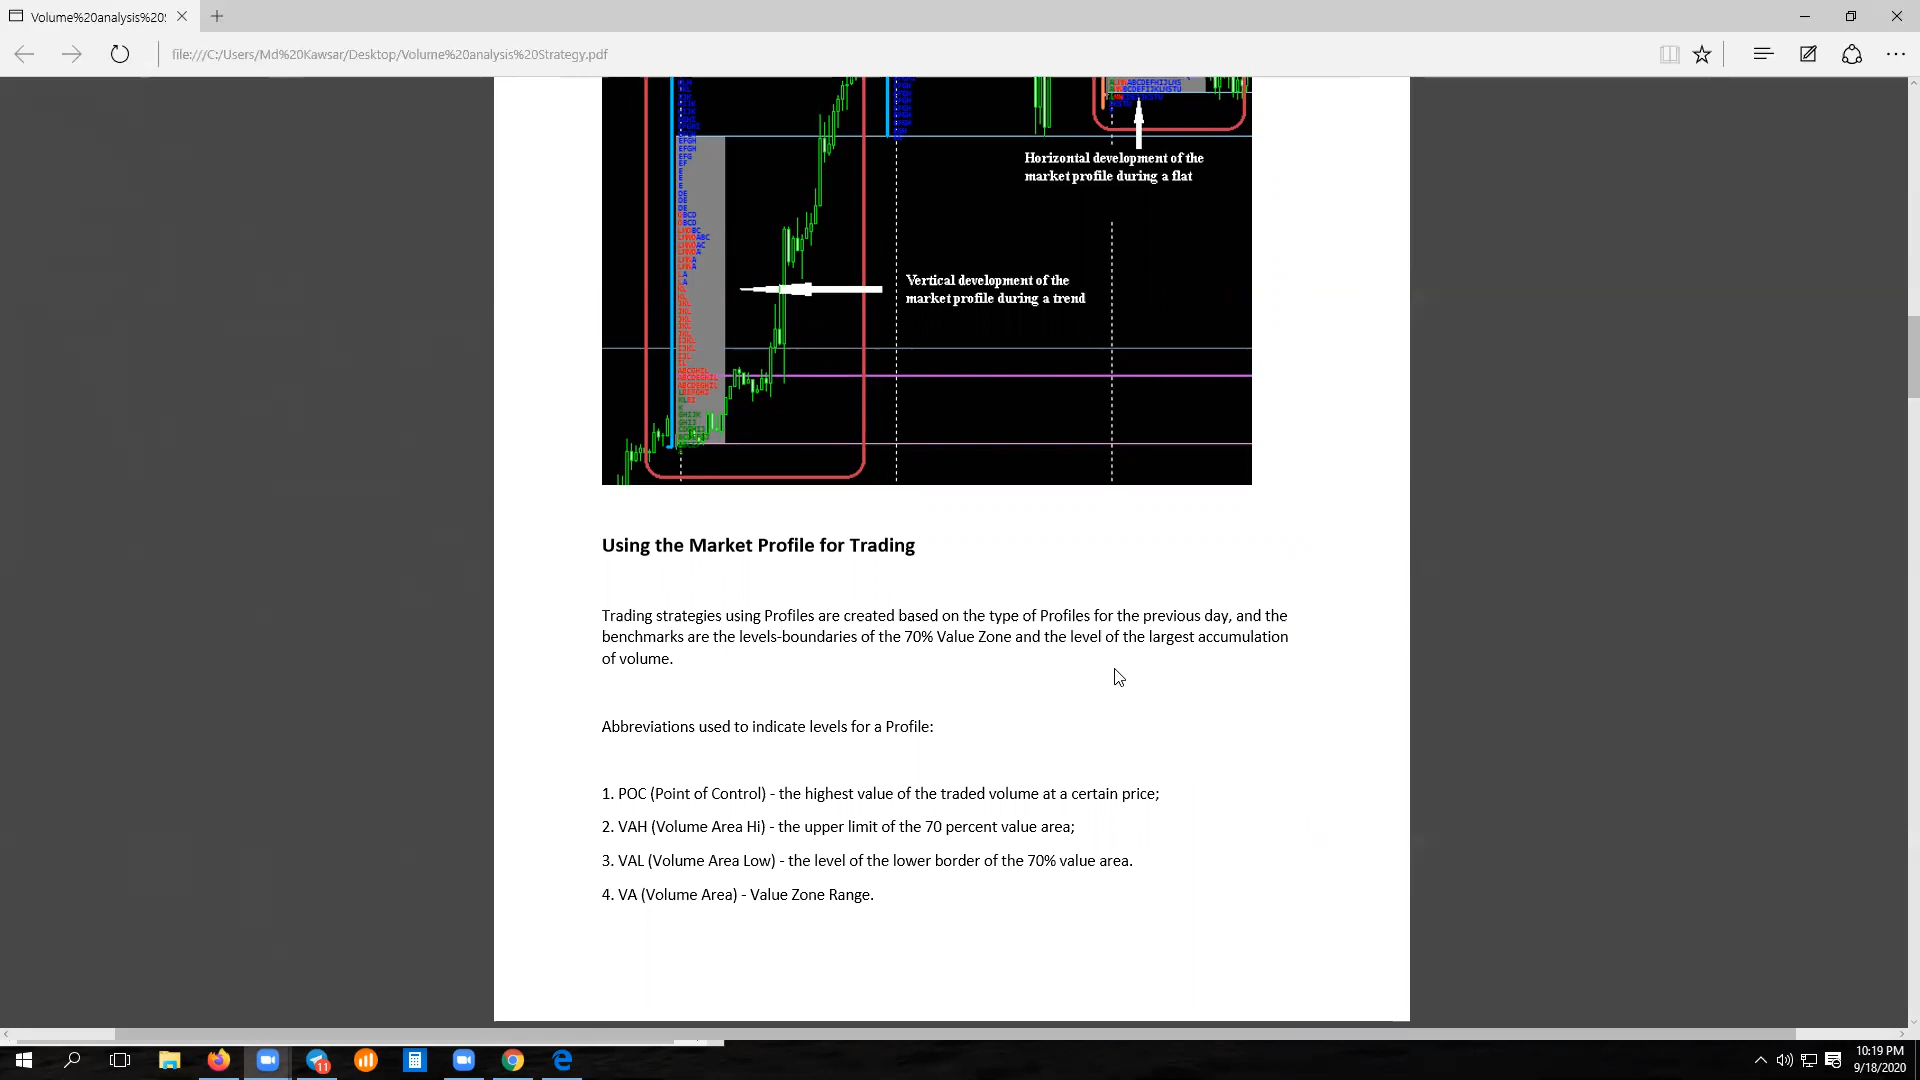 Volume%20analysis%20S
file:///C:/Users/Md%20Kawsar/Desktop/Volume%20analysis%20Strategy.pdf
Horizontal development of the
market profile during a flat
Vertical development of the
market profile during a trend
Using the Market Profile for Trading
Trading strategies using Profiles are created based on the type of Profiles for the previous day, and the
benchmarks are the levels-boundaries of the 70% Value Zone and the level of the largest accumulation
of volume.
Abbreviations used to indicate levels for a Profile:
1. POC (Point of Control) - the highest value of the traded volume at a certain price;
2. VAH (Volume Area Hi) - the upper limit of the 70 percent value area;
3. VAL (Volume Area Low) - the level of the lower border of the 70% value area.
4. VA (Volume Area) - Value Zone Range.
11
10:19 PM
9/18/2020